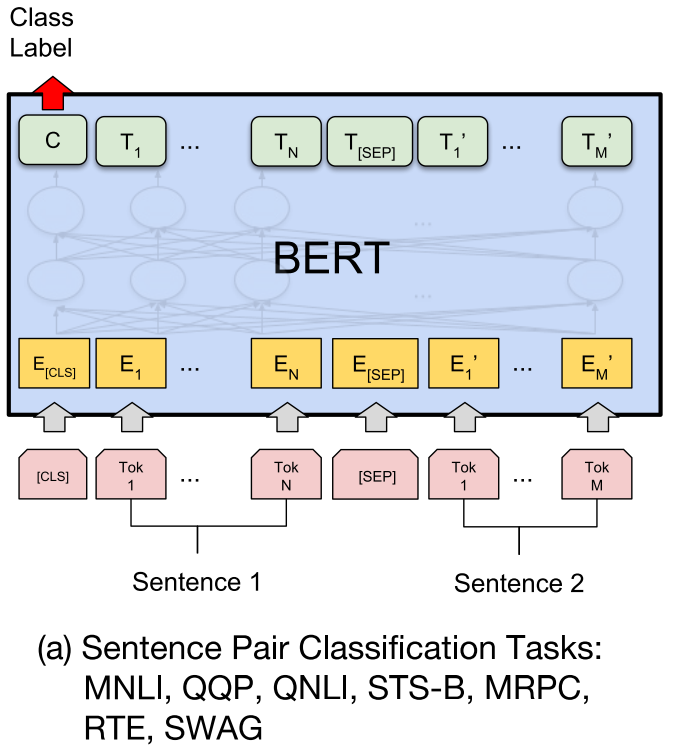 Class
Label
C T1 ... TN T[SEP] T1’ ... TM’
...
BERT
...
E[CLS] E1 ... EN E[SEP] E1’ ... EM’
[CLS] Tok 1 ... Tok N [SEP] Tok 1 ... Tok M
Sentence 1 Sentence 2
(a) Sentence Pair Classification Tasks:
MNLI, QQP, QNLI, STS-B, MRPC,
RTE, SWAG